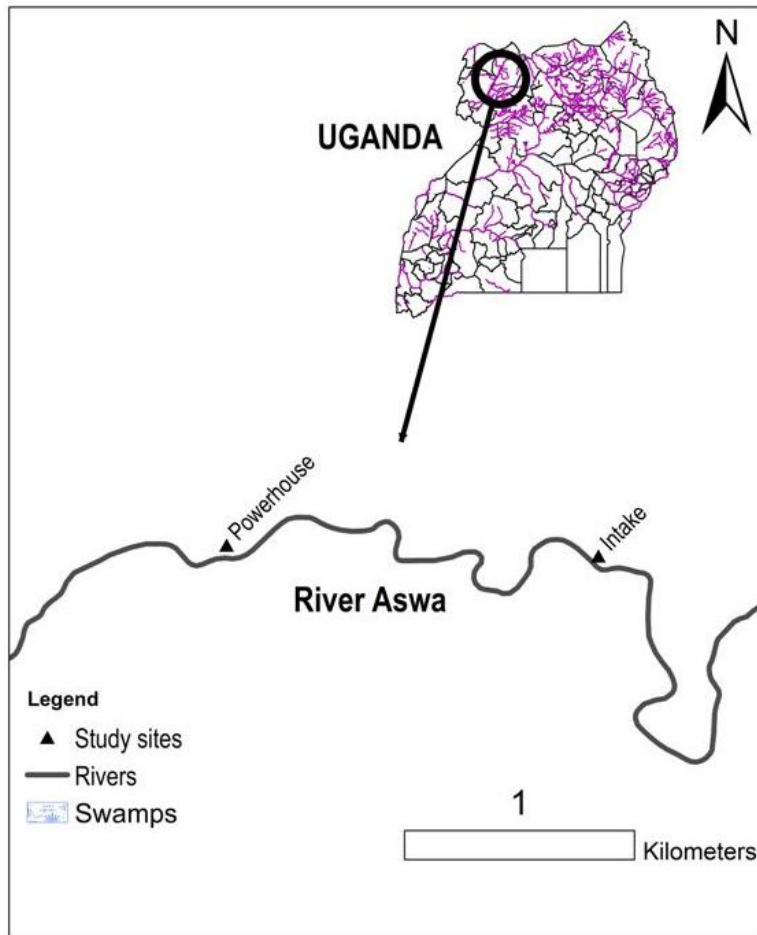 N
UGANDA
Powerhouse
Intake
River Aswa
Legend
Study sites
Rivers
Swamps
1
Kilometers